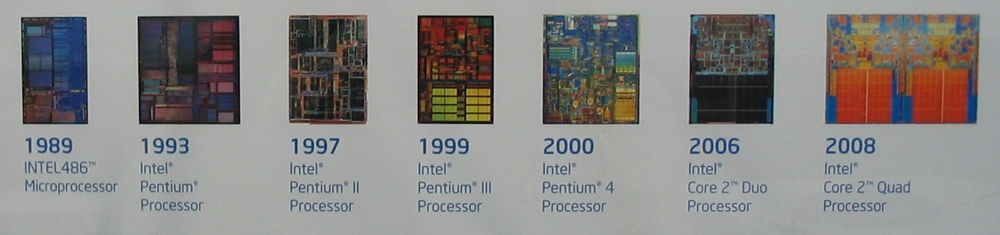 1989
INTEL486™
Microprocessor
1993
Intel®
Pentium®
Processor
1997
Intel®
Pentium® II
Processor
1999
Intel®
Pentium® III
Processor
2000
Intel®
Pentium® 4
Processor
2006
Intel®
Core 2™ Duo
Processor
2008
Intel®
Core 2™ Quad
Processor